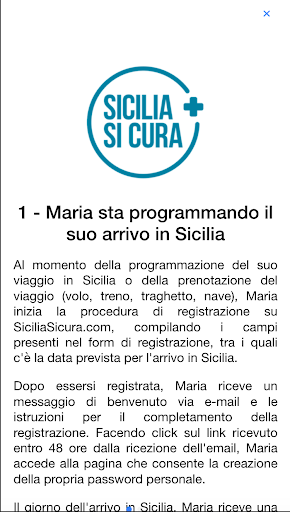 SICILIA
SI CURA
1 - Maria sta programmando il
suo arrivo in Sicilia
Al momento della programmazione del suo
viaggio in Sicilia o della prenotazione del
viaggio (volo, treno, traghetto, nave), Maria
inizia la procedura di registrazione su
SiciliaSicura.com, compilando i campi
presenti nel form di registrazione, tra i quali
c'è la data prevista per l'arrivo in Sicilia.
Dopo essersi registrata, Maria riceve un
messaggio di benvenuto via e-mail e le
istruzioni per il completamento della
registrazione. Facendo click sul link ricevuto
entro 48 ore dalla ricezione dell'email, Maria
accede alla pagina che consente la creazione
della propria password personale.
Il giorno dell'arrivo in Sicilia, Maria riceve una